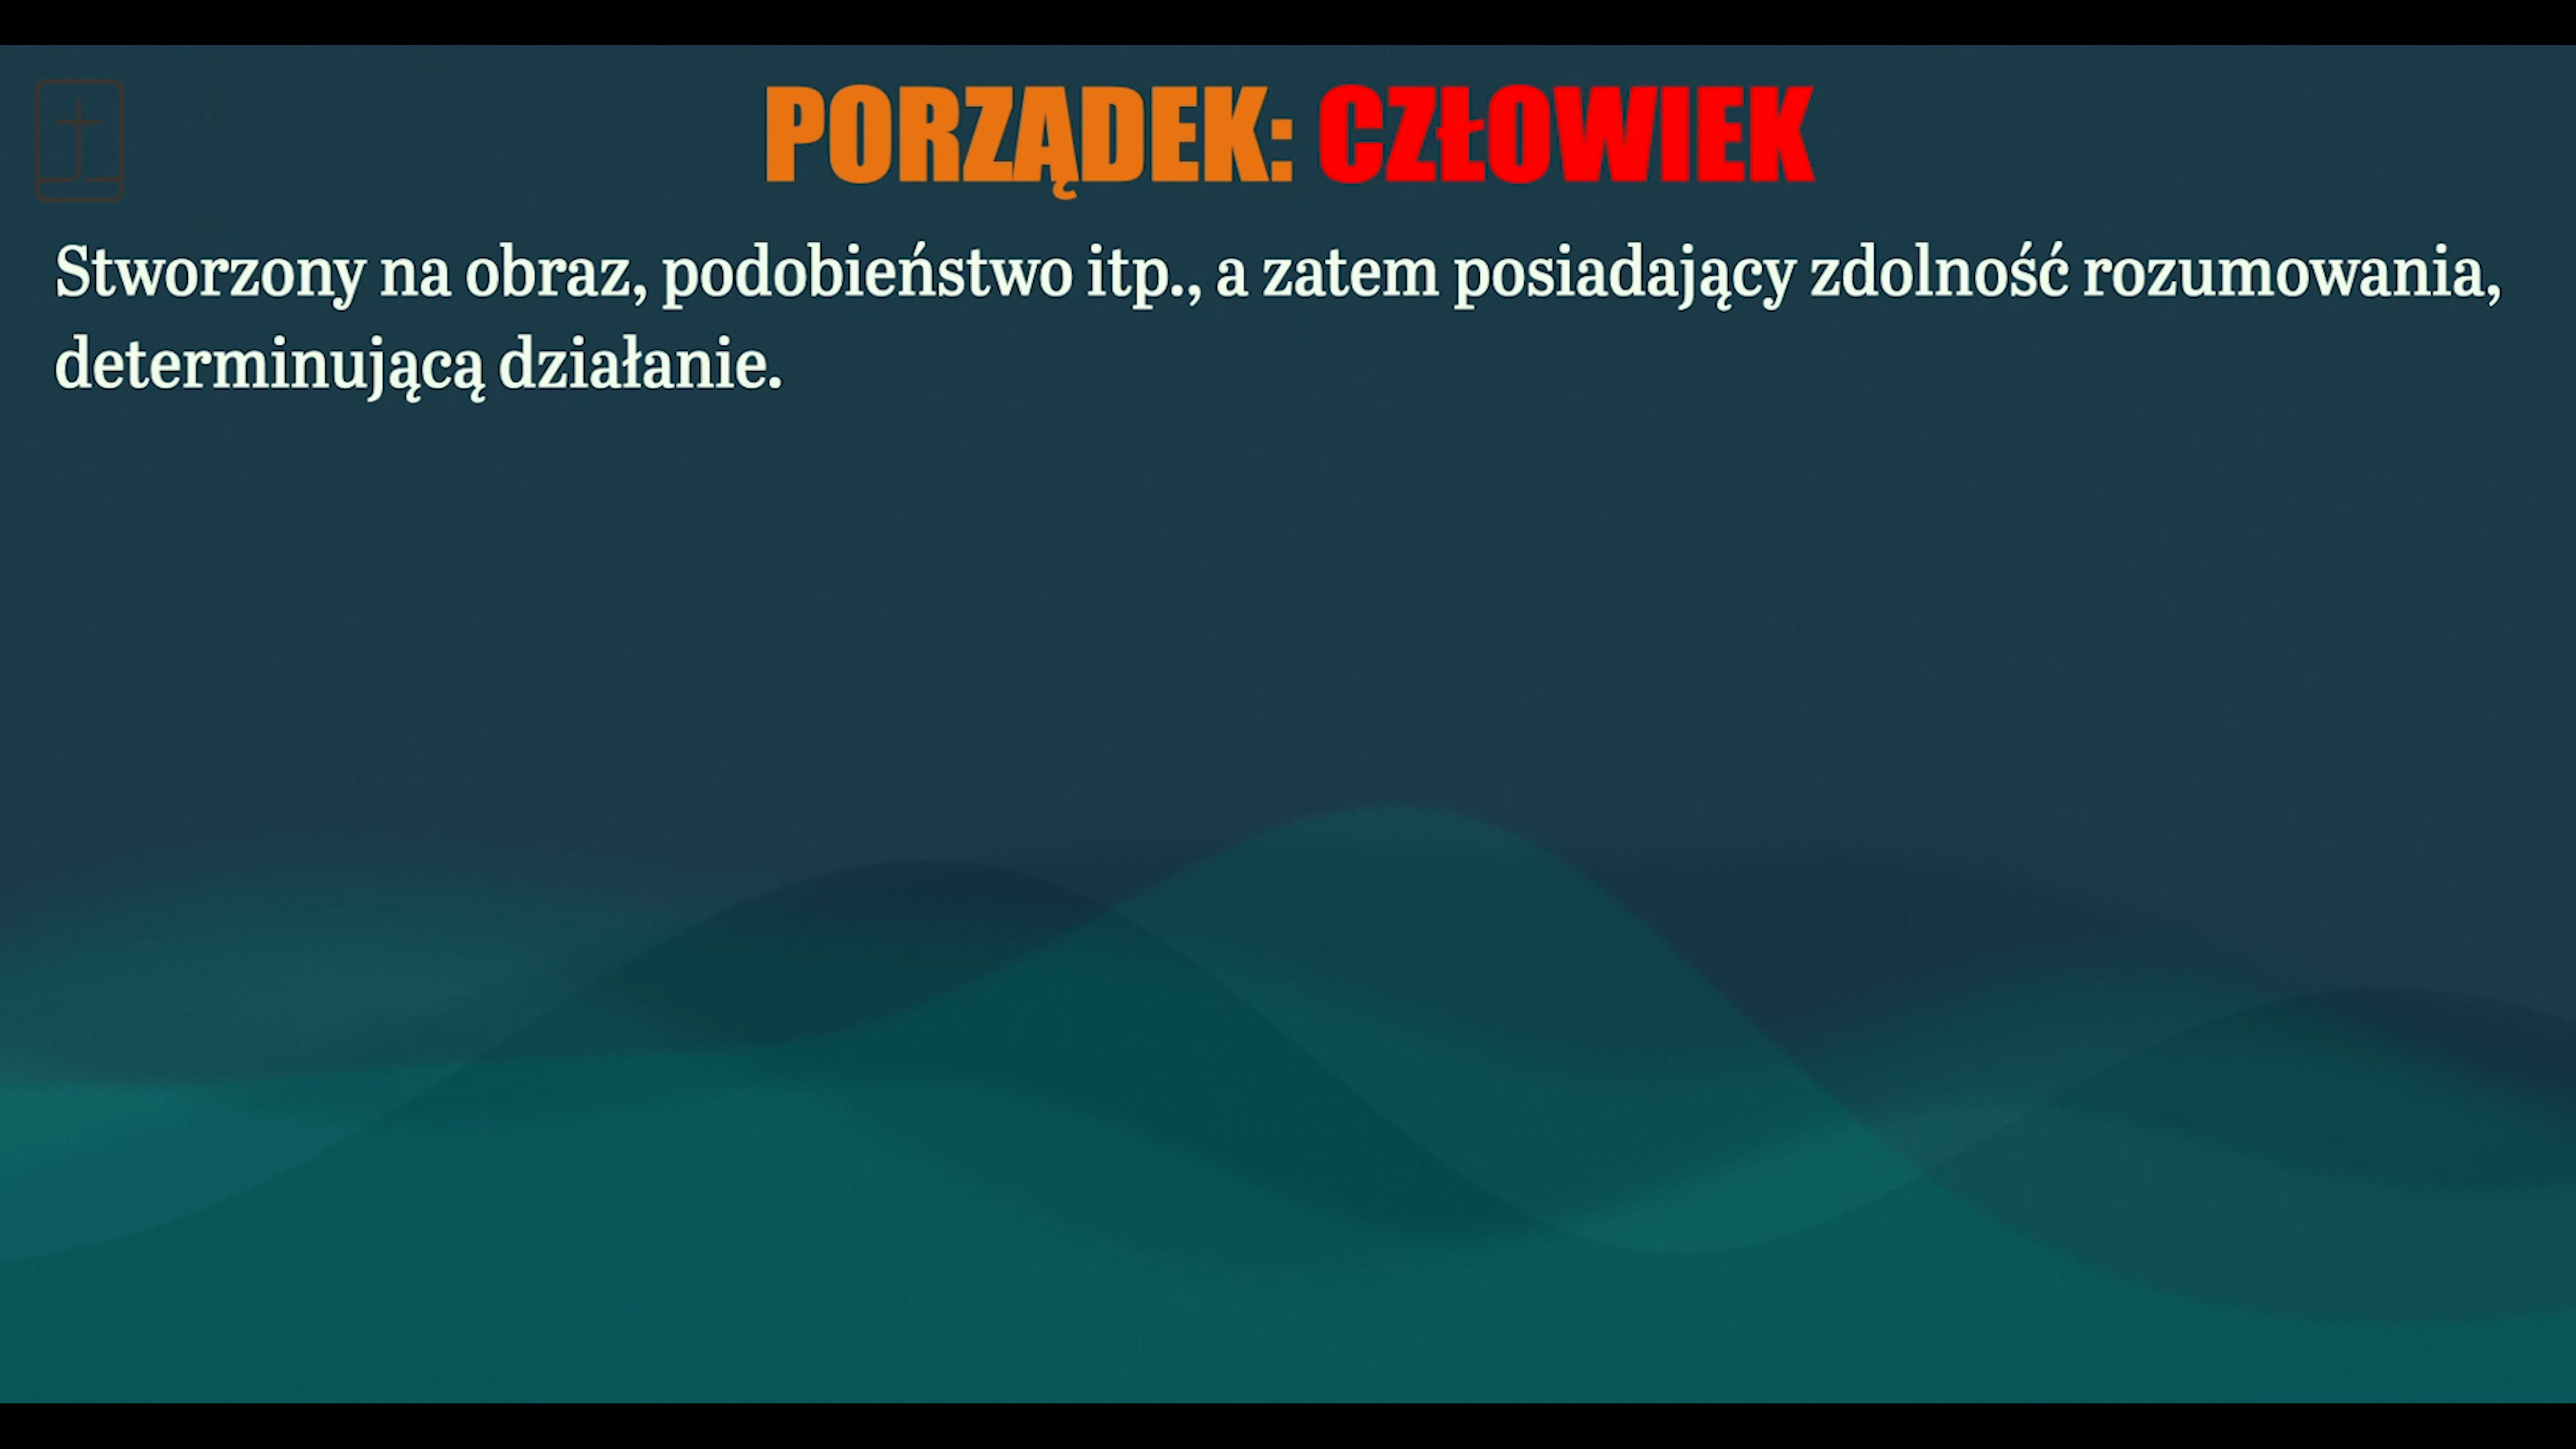 PORZĄDEK: CZŁOWIEK
Stworzony na obraz, podobieństwo itp., a zatem posiadający zdolność rozumowania,
determinującą działanie.